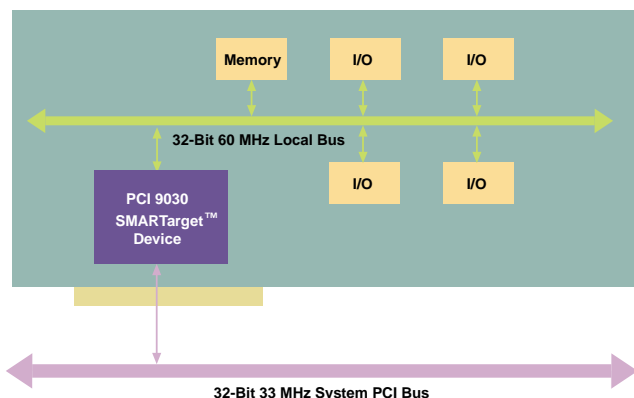 Memory
I/O
I/O
32-Bit 60 MHz Local Bus
I/O
I/O
PCI 9030
SMARTarget™
Device
32-Bit 33 MHz System PCI Bus